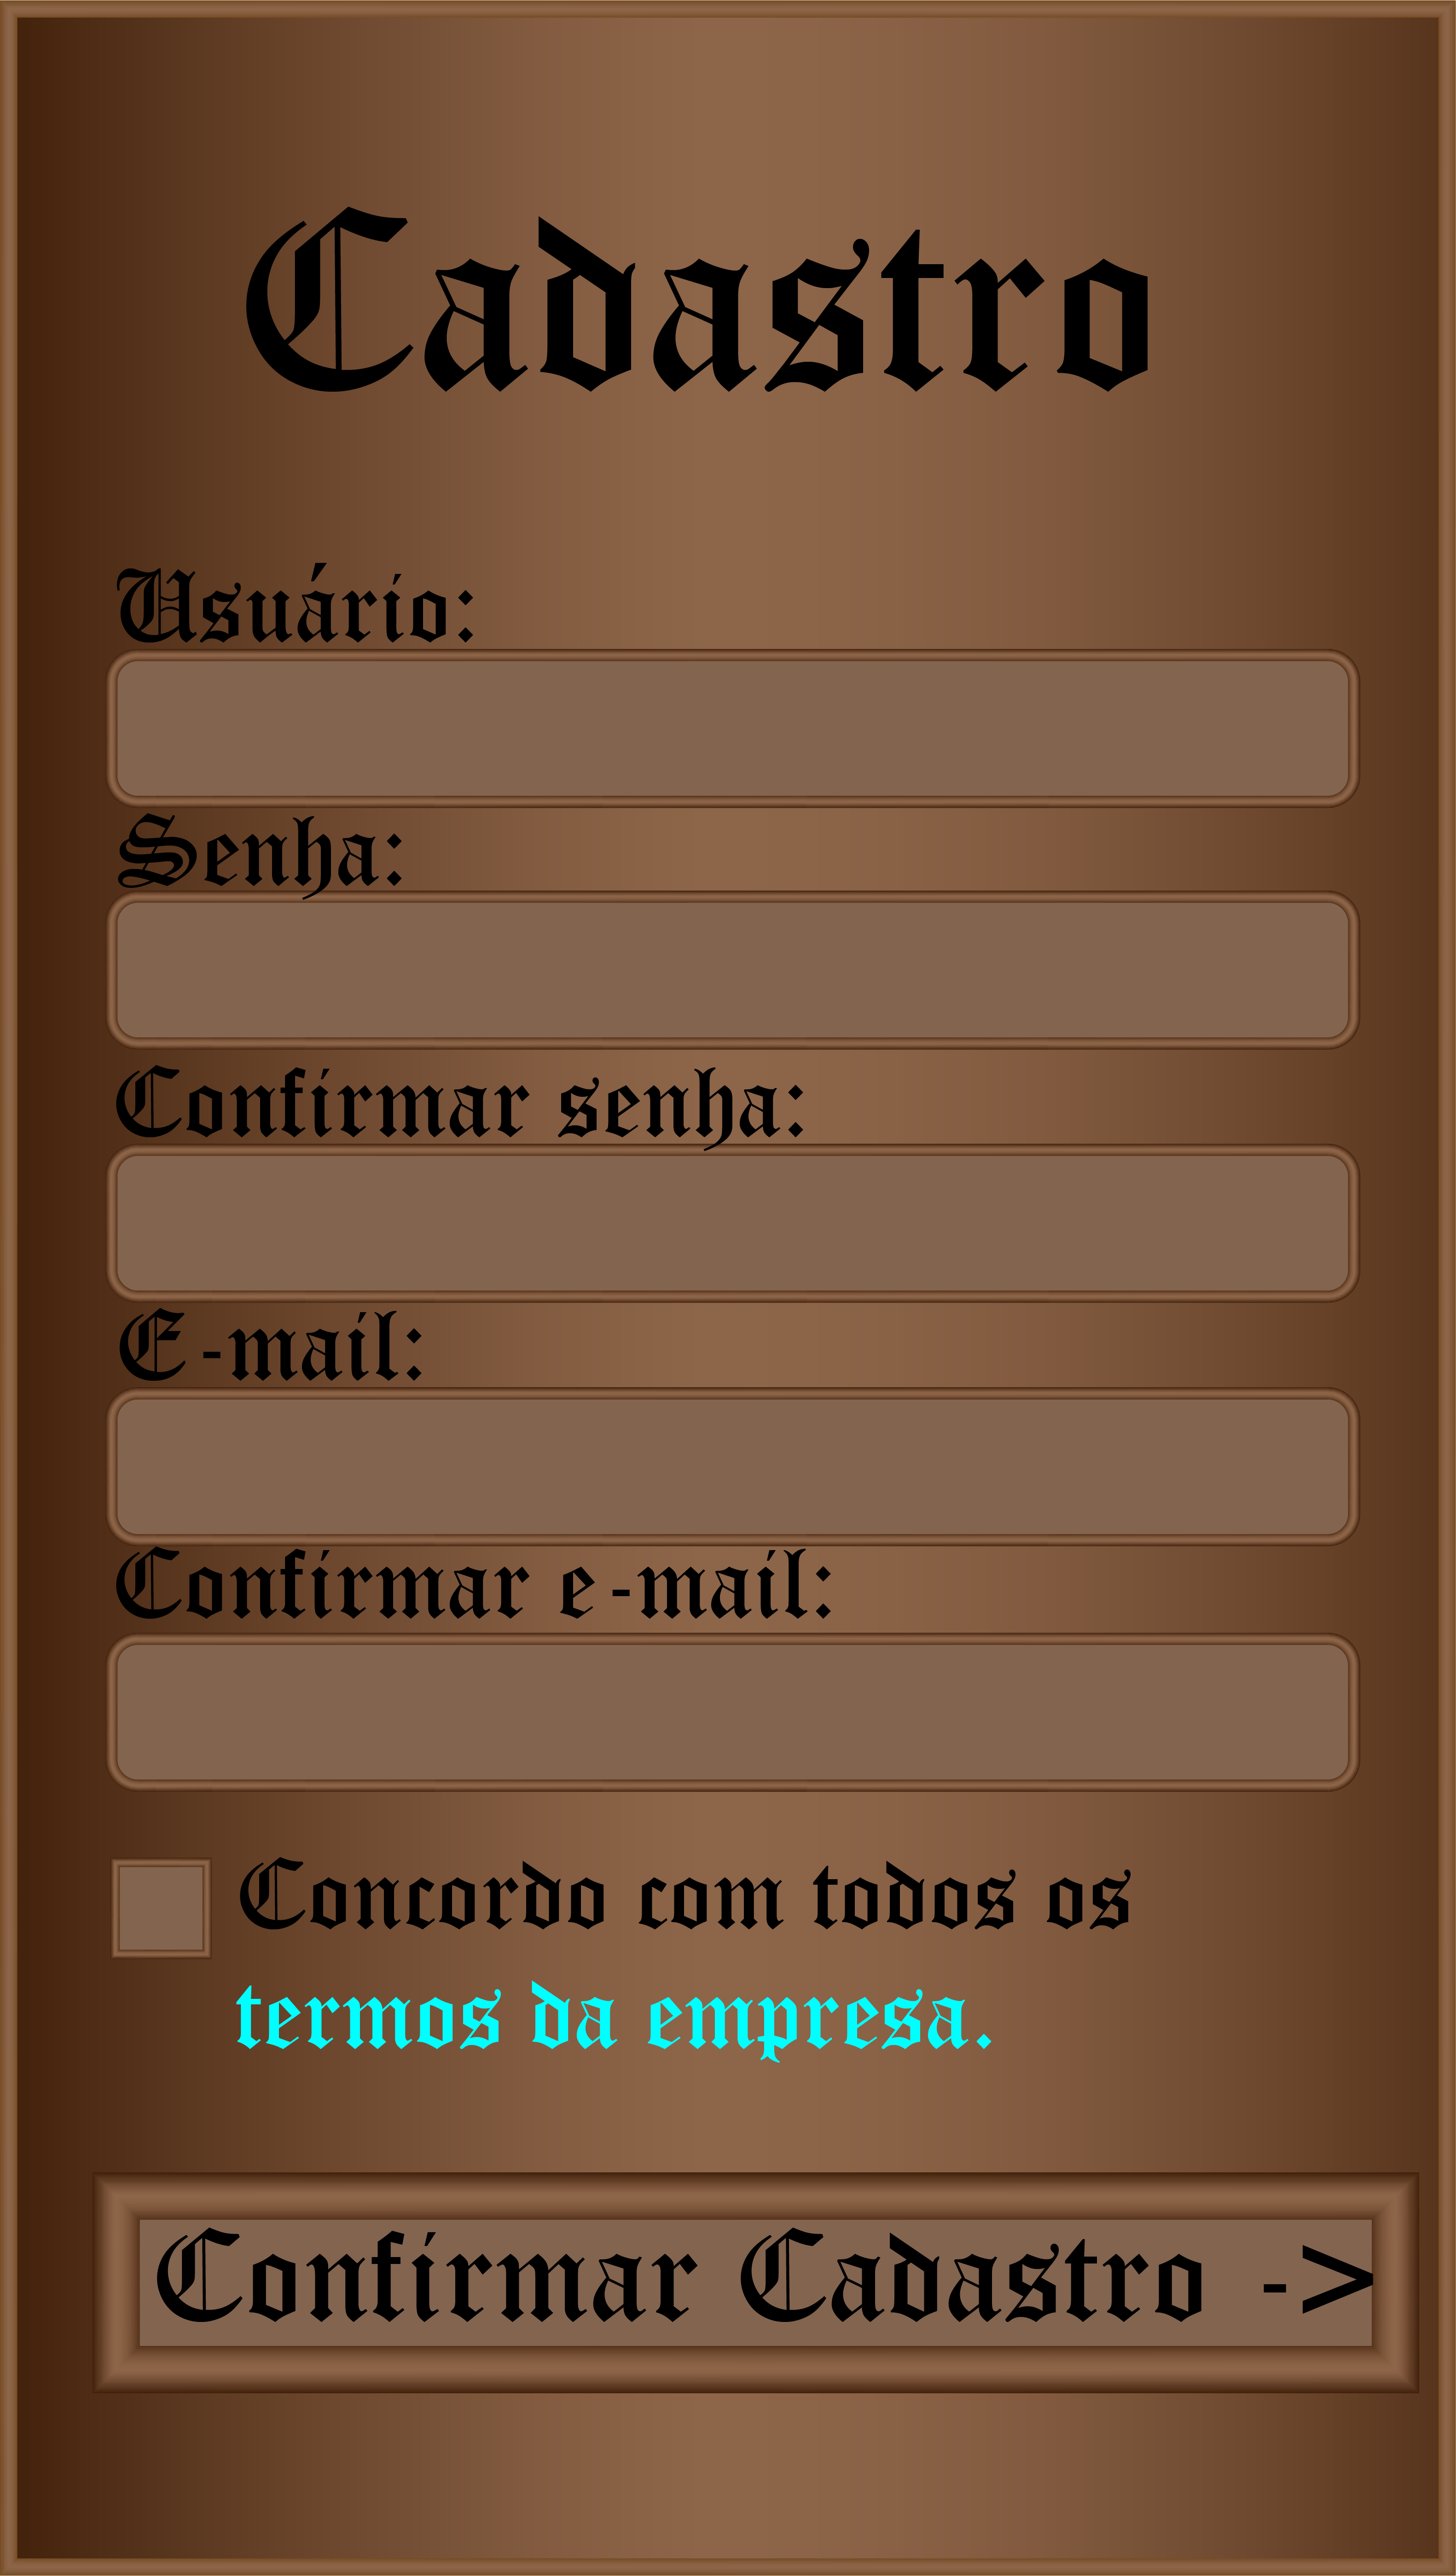 Cadastro
Usuário:
Senha:
Confirmar senha:
E-mail:
Confirmar e-mail:
Concordo com todos os
termos da empresa.
Confirmar Cadastro ->